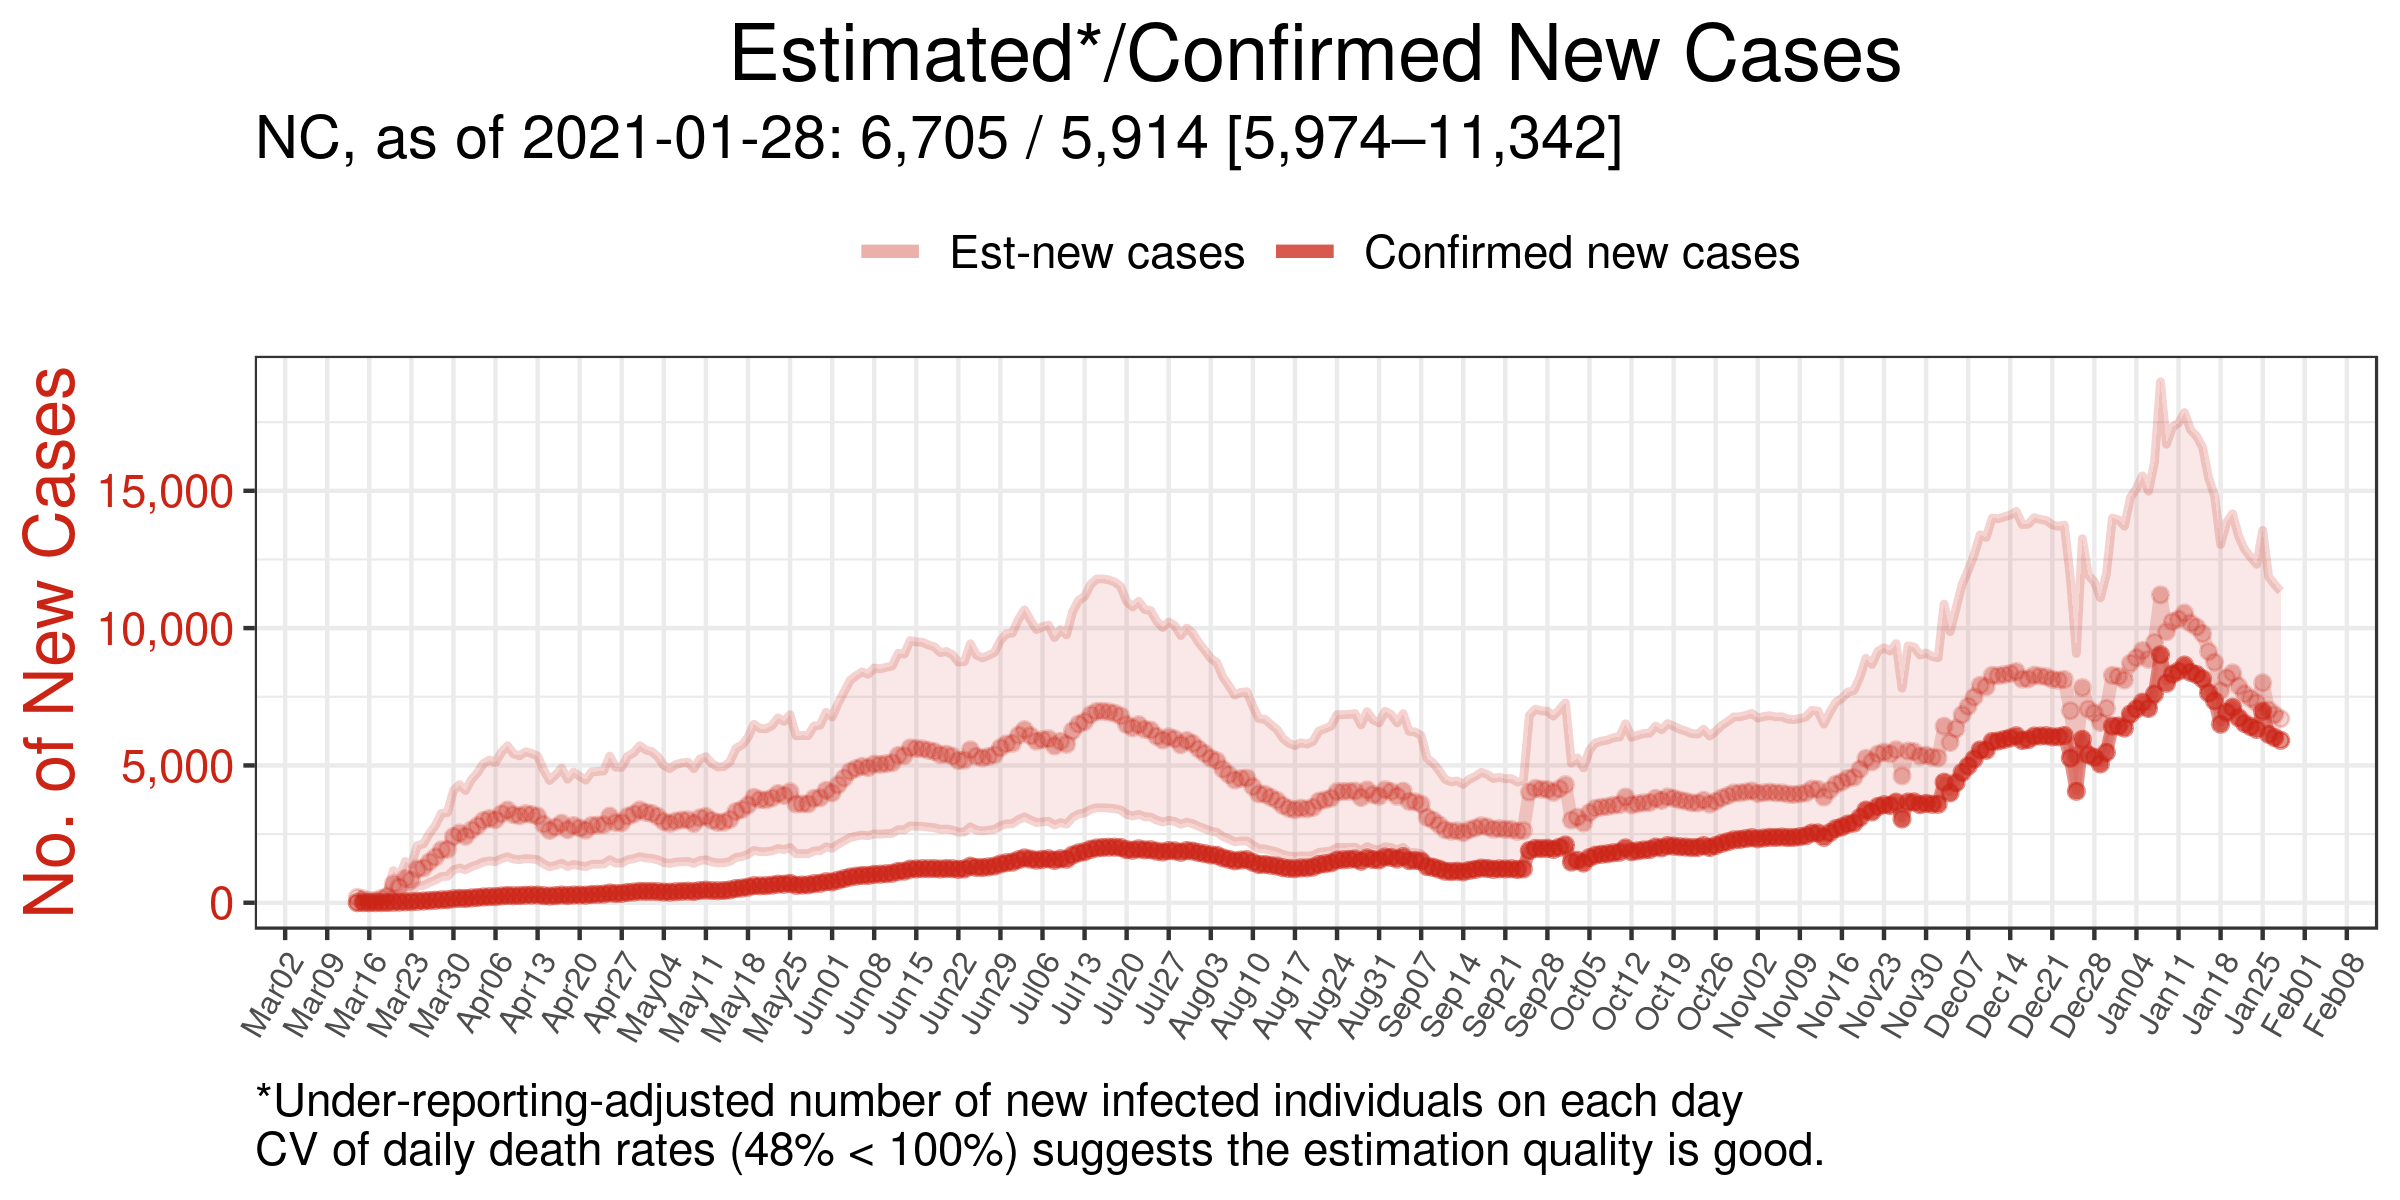 Estimated*/Confirmed New Cases
NC, as of 2021-01-28: 6,705 / 5,914 [5,974–11,342]
Est-new cases Confirmed new cases
No. of New Cases
15,000
10,000
5,000
0
Mar02 Mar09 Mar16 Mar23 Mar30 Apr06 Apr13 Apr20 Apr27 May04 May11 May18 May25 Jun01 Jun08 Jun15 Jun22 Jun29 Jul06 Jul13 Jul20 Jul27 Aug03 Aug10 Aug17 Aug24 Aug31 Sep07 Sep14 Sep21 Sep28 Oct05 Oct12 Oct19 Oct26 Nov02 Nov09 Nov16 Nov23 Nov30 Dec07 Dec14 Dec21 Dec28 Jan04 Jan11 Jan18 Jan25 Feb01 Feb08
*Under-reporting-adjusted number of new infected individuals on each day
CV of daily death rates (48% < 100%) suggests the estimation quality is good.